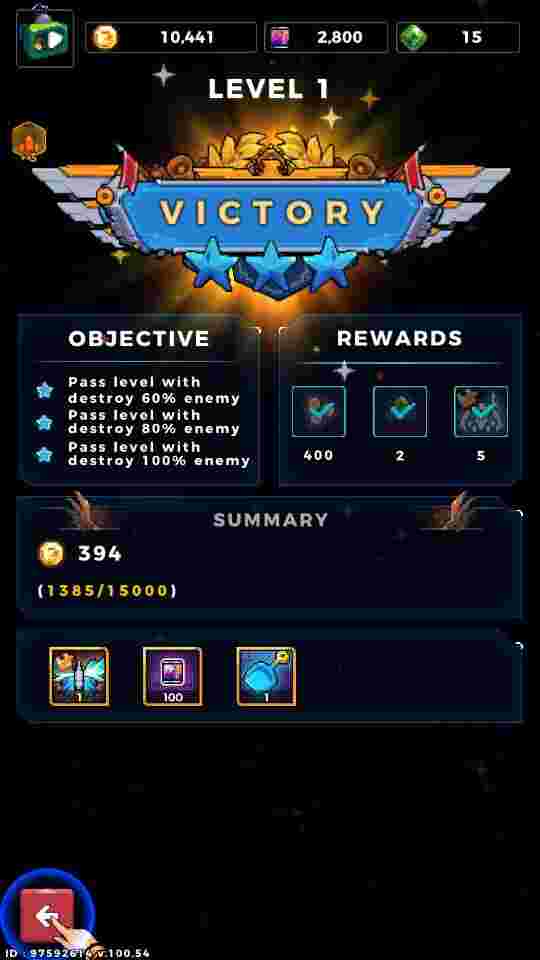 10,441
2,800
15
LEVEL 1
VICTORY
OBJECTIVE
Pass level with
destroy 60% enemy
Pass level with
destroy 80% enemy
Pass level with
destroy 100% enemy
REWARDS
400
2
5
SUMMARY
394
(1385/15000)
1
100
1
ID : 97592614 v.100.54